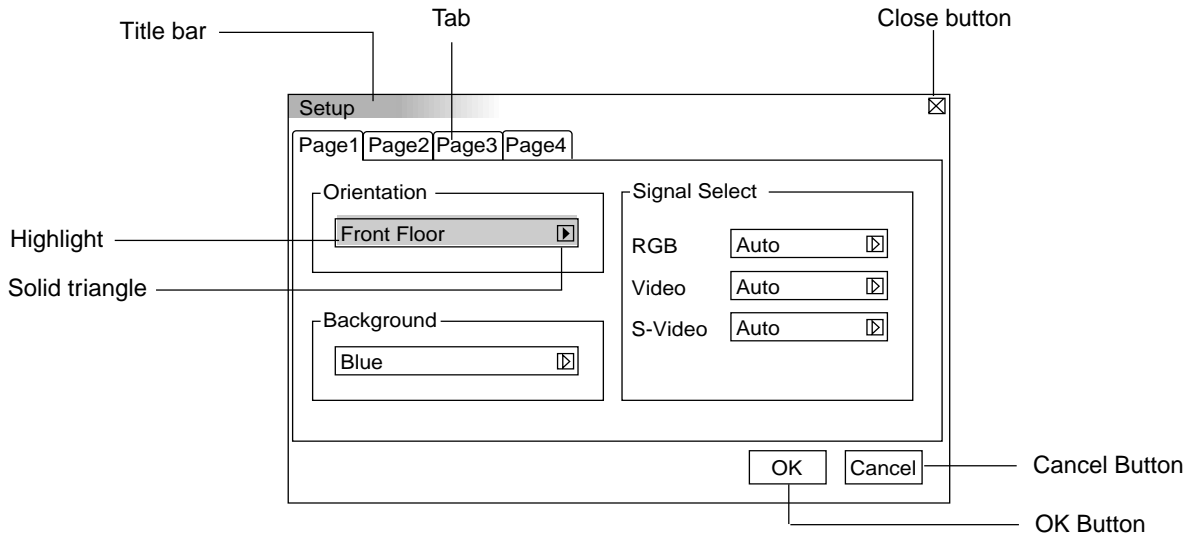 Tab
Close button
Title bar
Setup
Page1 Page2 Page3 Page4
Orientation
Signal Select
Highlight
Front Floor
RGB Auto
Solid triangle
Video Auto
Background
S-Video Auto
Blue
OK Cancel
Cancel Button
OK Button